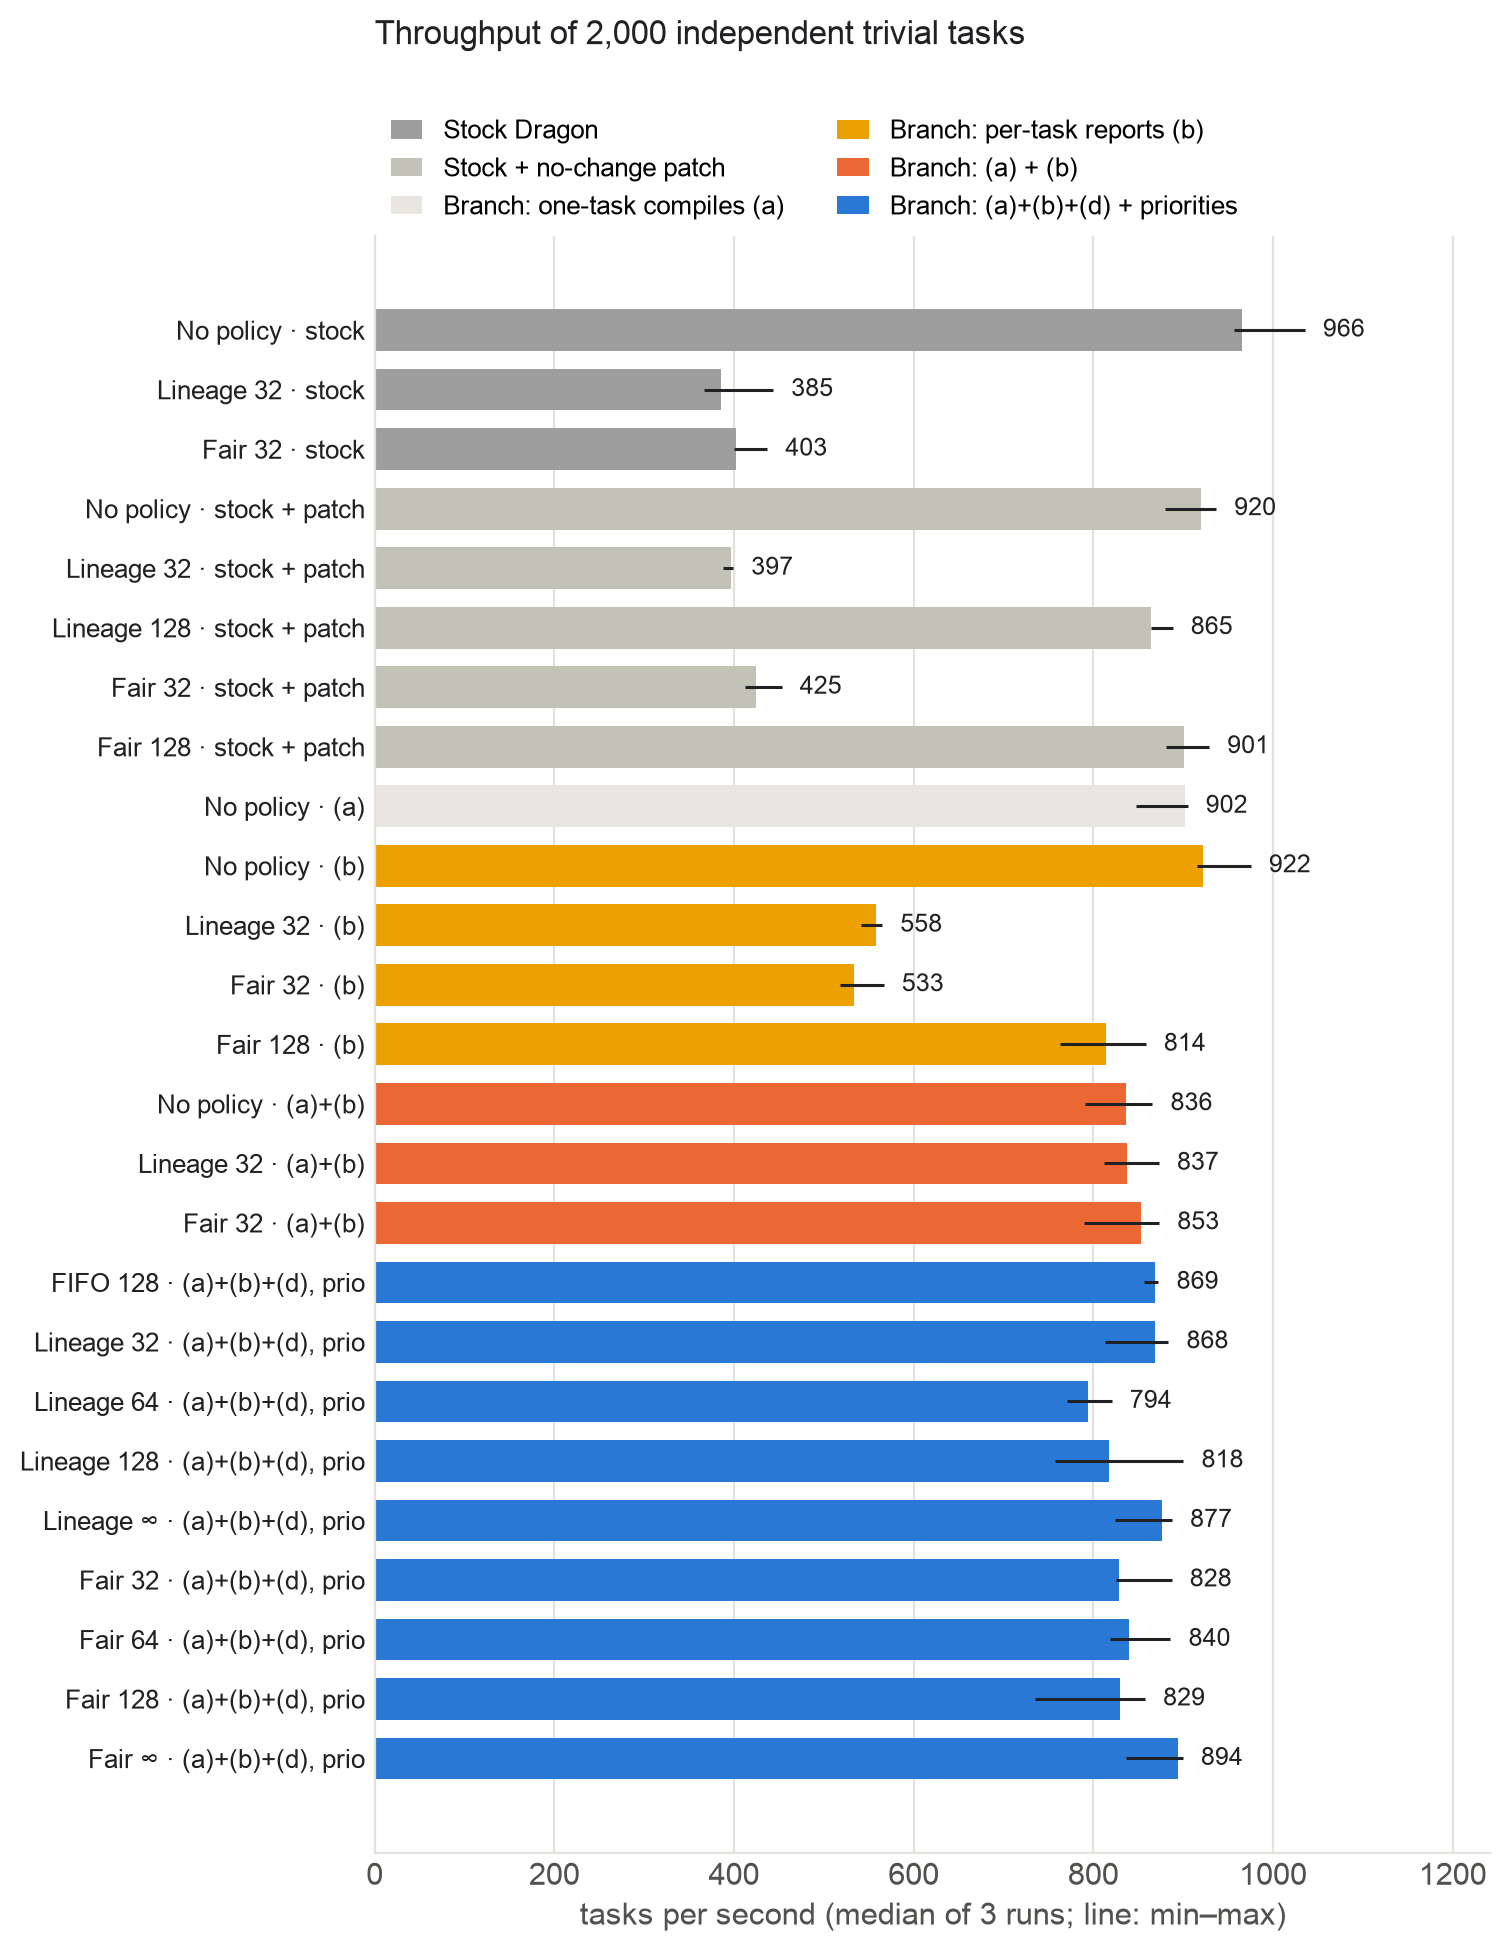 Throughput of 2,000 independent trivial tasks
Stock Dragon
Stock + no-change patch
Branch: one-task compiles (a)
Branch: per-task reports (b)
Branch: (a) + (b)
Branch: (a)+(b)+(d) + priorities
No policy · stock 966
Lineage 32 · stock 385
Fair 32 · stock 403
No policy · stock + patch 920
Lineage 32 · stock + patch 397
Lineage 128 · stock + patch 865
Fair 32 · stock + patch 425
Fair 128 · stock + patch 901
No policy · (a) 902
No policy · (b) 922
Lineage 32 · (b) 558
Fair 32 · (b) 533
Fair 128 · (b) 814
No policy · (a)+(b) 836
Lineage 32 · (a)+(b) 837
Fair 32 · (a)+(b) 853
FIFO 128 · (a)+(b)+(d), prio 869
Lineage 32 · (a)+(b)+(d), prio 868
Lineage 64 · (a)+(b)+(d), prio 794
Lineage 128 · (a)+(b)+(d), prio 818
Lineage ∞ · (a)+(b)+(d), prio 877
Fair 32 · (a)+(b)+(d), prio 828
Fair 64 · (a)+(b)+(d), prio 840
Fair 128 · (a)+(b)+(d), prio 829
Fair ∞ · (a)+(b)+(d), prio 894
0 200 400 600 800 1000 1200
tasks per second (median of 3 runs; line: min–max)